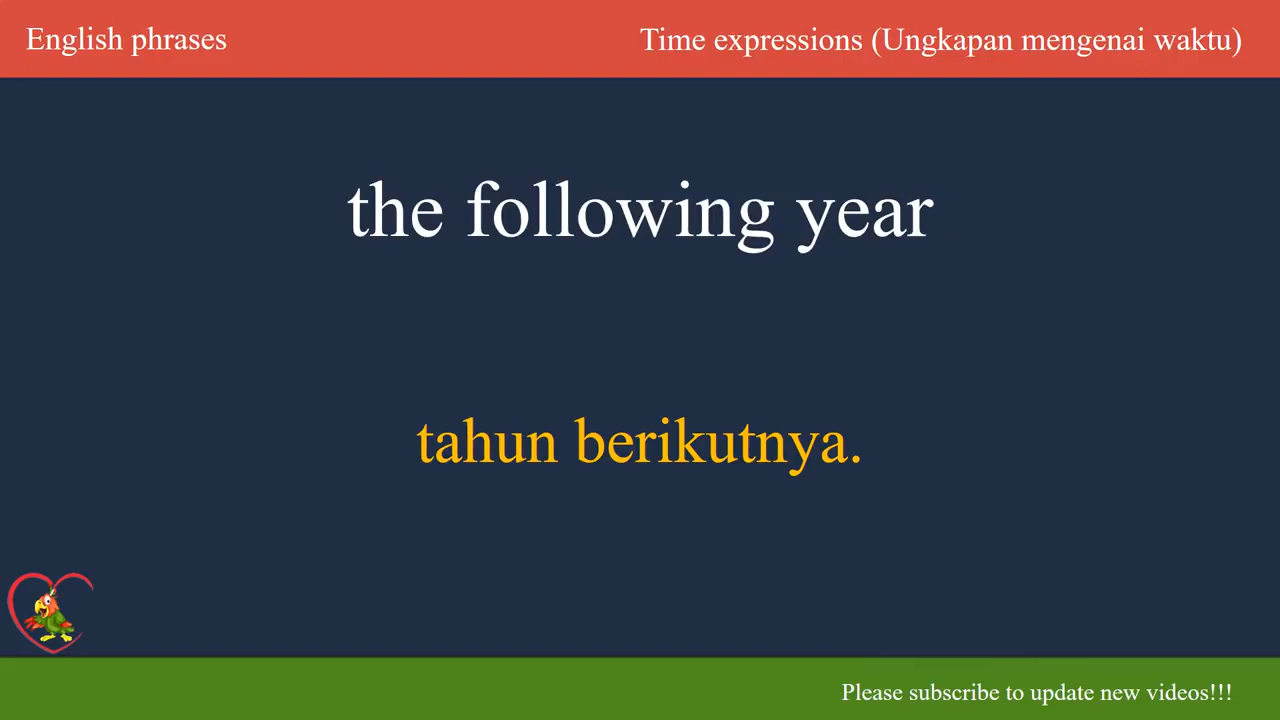 English phrases
Time expressions (Ungkapan mengenai waktu)
the following year
tahun berikutnya.
Please subscribe to update new videos!!!